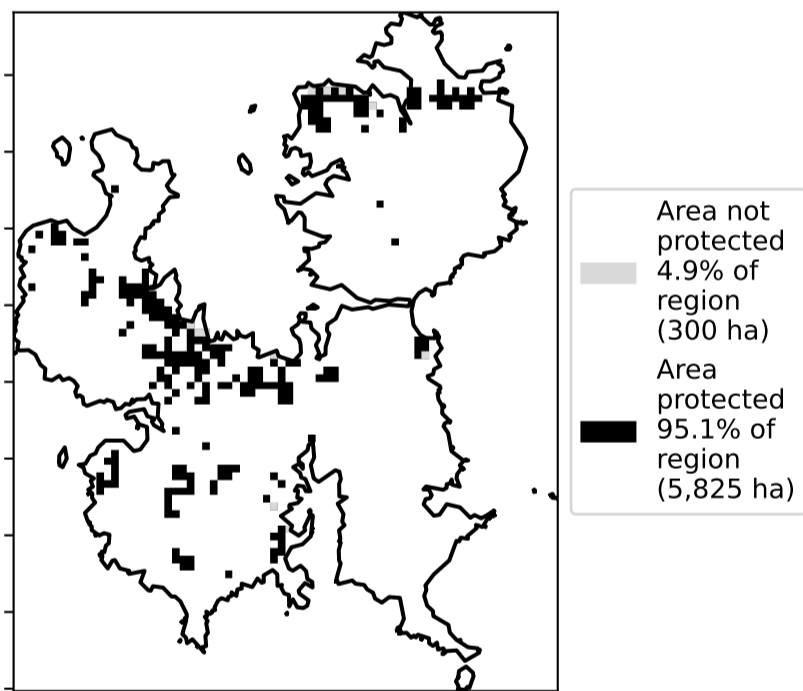 Area not
protected
4.9% of
region
(300 ha)
Area
protected
95.1% of
region
(5,825 ha)